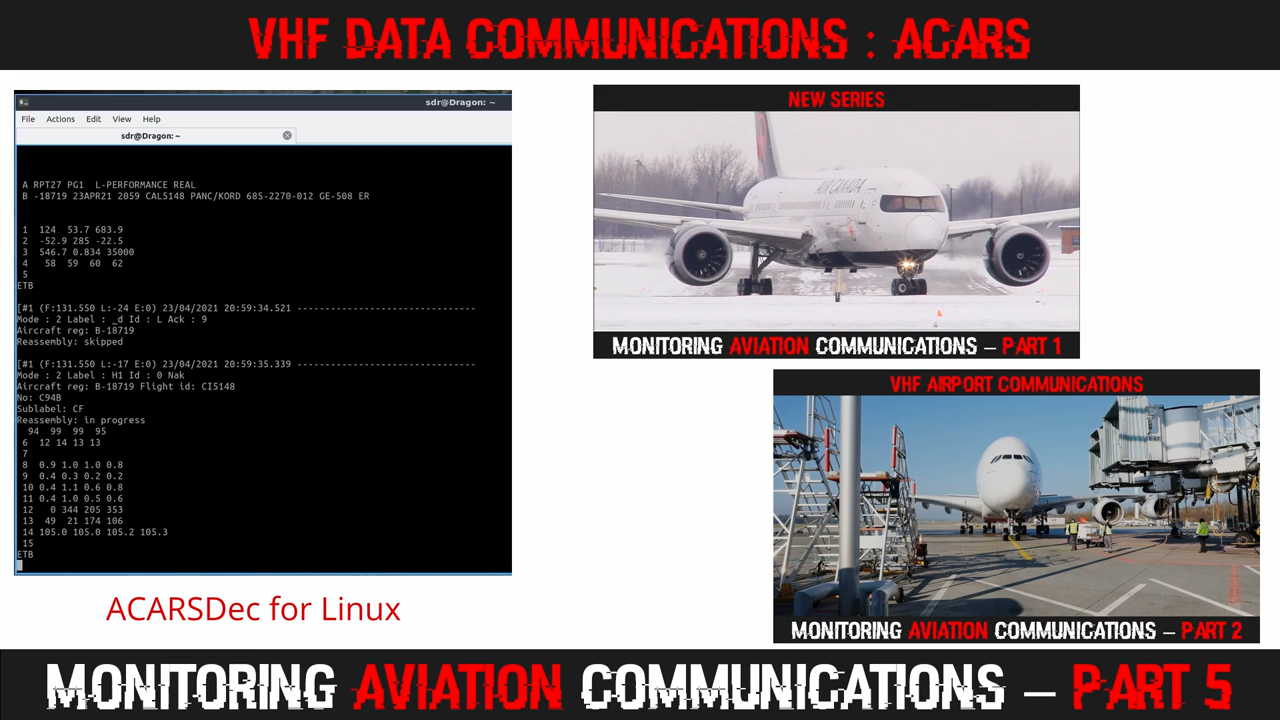 VHF DATA COMMUNICATIONS : ACARS
sdr@Dragon: ~
File Actions Edit View Help
sdr@Dragon: ~
A RPT27 PG1 L-PERFORMANCE REAL
B -18719 23APR21 2059 CAL5148 PANC/KORD 685-2270-012 GE-508 ER
1 124 53.7 683.9
2 -52.9 285 -22.5
3 546.7 0.834 35000
4 58 59 60 62
5
ETB
[#1 (F:131.550 L:-24 E:0) 23/04/2021 20:59:34.521 --------------------------------
Mode : 2 Label : _d Id : L Ack : 9
Aircraft reg: B-18719
Reassembly: skipped
[#1 (F:131.550 L:-17 E:0) 23/04/2021 20:59:35.339 --------------------------------
Mode : 2 Label : H1 Id : 0 Nak
Aircraft reg: B-18719 Flight id: CI5148
No: C94B
Sublabel: CF
Reassembly: in progress
94 99 99 95
6 12 14 13 13
7
8 0.9 1.0 1.0 0.8
9 0.4 0.3 0.2 0.2
10 0.4 1.1 0.6 0.8
11 0.4 1.0 0.5 0.6
12 0 344 205 353
13 49 21 174 106
14 105.0 105.0 105.2 105.3
15
ETB
ACARSDec for Linux
NEW SERIES
AIR CANADA
MONITORING AVIATION COMMUNICATIONS – PART 1
VHF AIRPORT COMMUNICATIONS
MONITORING AVIATION COMMUNICATIONS – PART 2
MONITORING AVIATION COMMUNICATIONS – PART 5